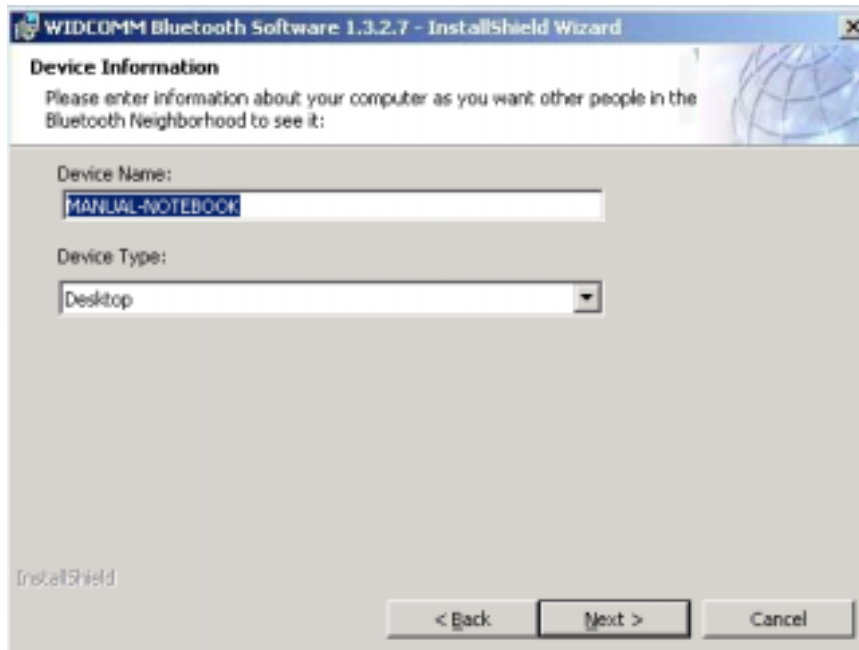 WIDCOMM Bluetooth Software 1.3.2.7 - InstallShield Wizard
Device Information
Please enter information about your computer as you want other people in the
Bluetooth Neighborhood to see it:
Device Name:
MANUAL-NOTEBOOK
Device Type:
Desktop
InstallShield
< Back
Next >
Cancel